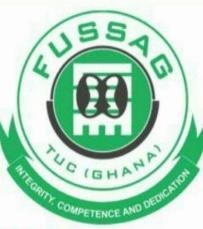 FUSSAG
TUC (GHANA)
INTEGRITY, COMPETENCE AND DEDICATION